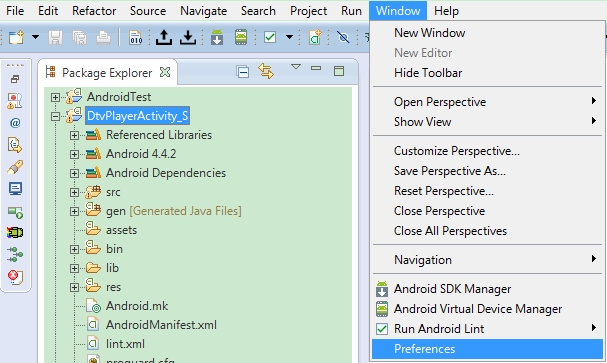 File Edit Refactor Source Navigate Search Project Run Window Help
Package Explorer
AndroidTest
DtvPlayerActivity_S
Referenced Libraries
Android 4.4.2
Android Dependencies
src
gen [Generated Java Files]
assets
bin
lib
res
Android.mk
AndroidManifest.xml
lint.xml
proguard.cfg
New Window
New Editor
Hide Toolbar
Open Perspective
Show View
Customize Perspective...
Save Perspective As...
Reset Perspective...
Close Perspective
Close All Perspectives
Navigation
Android SDK Manager
Android Virtual Device Manager
Run Android Lint
Preferences